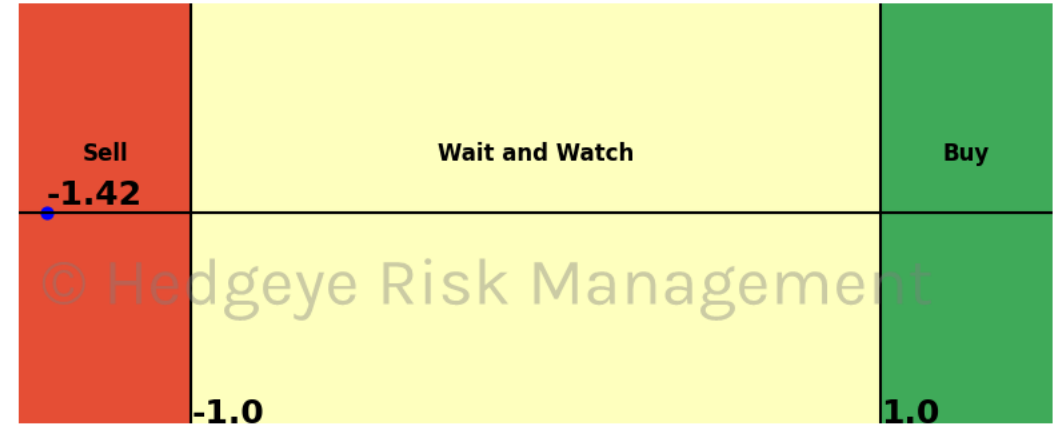 Sell
Wait and Watch
Buy
-1.42
© Hedgeye Risk Management
-1.0
1.0